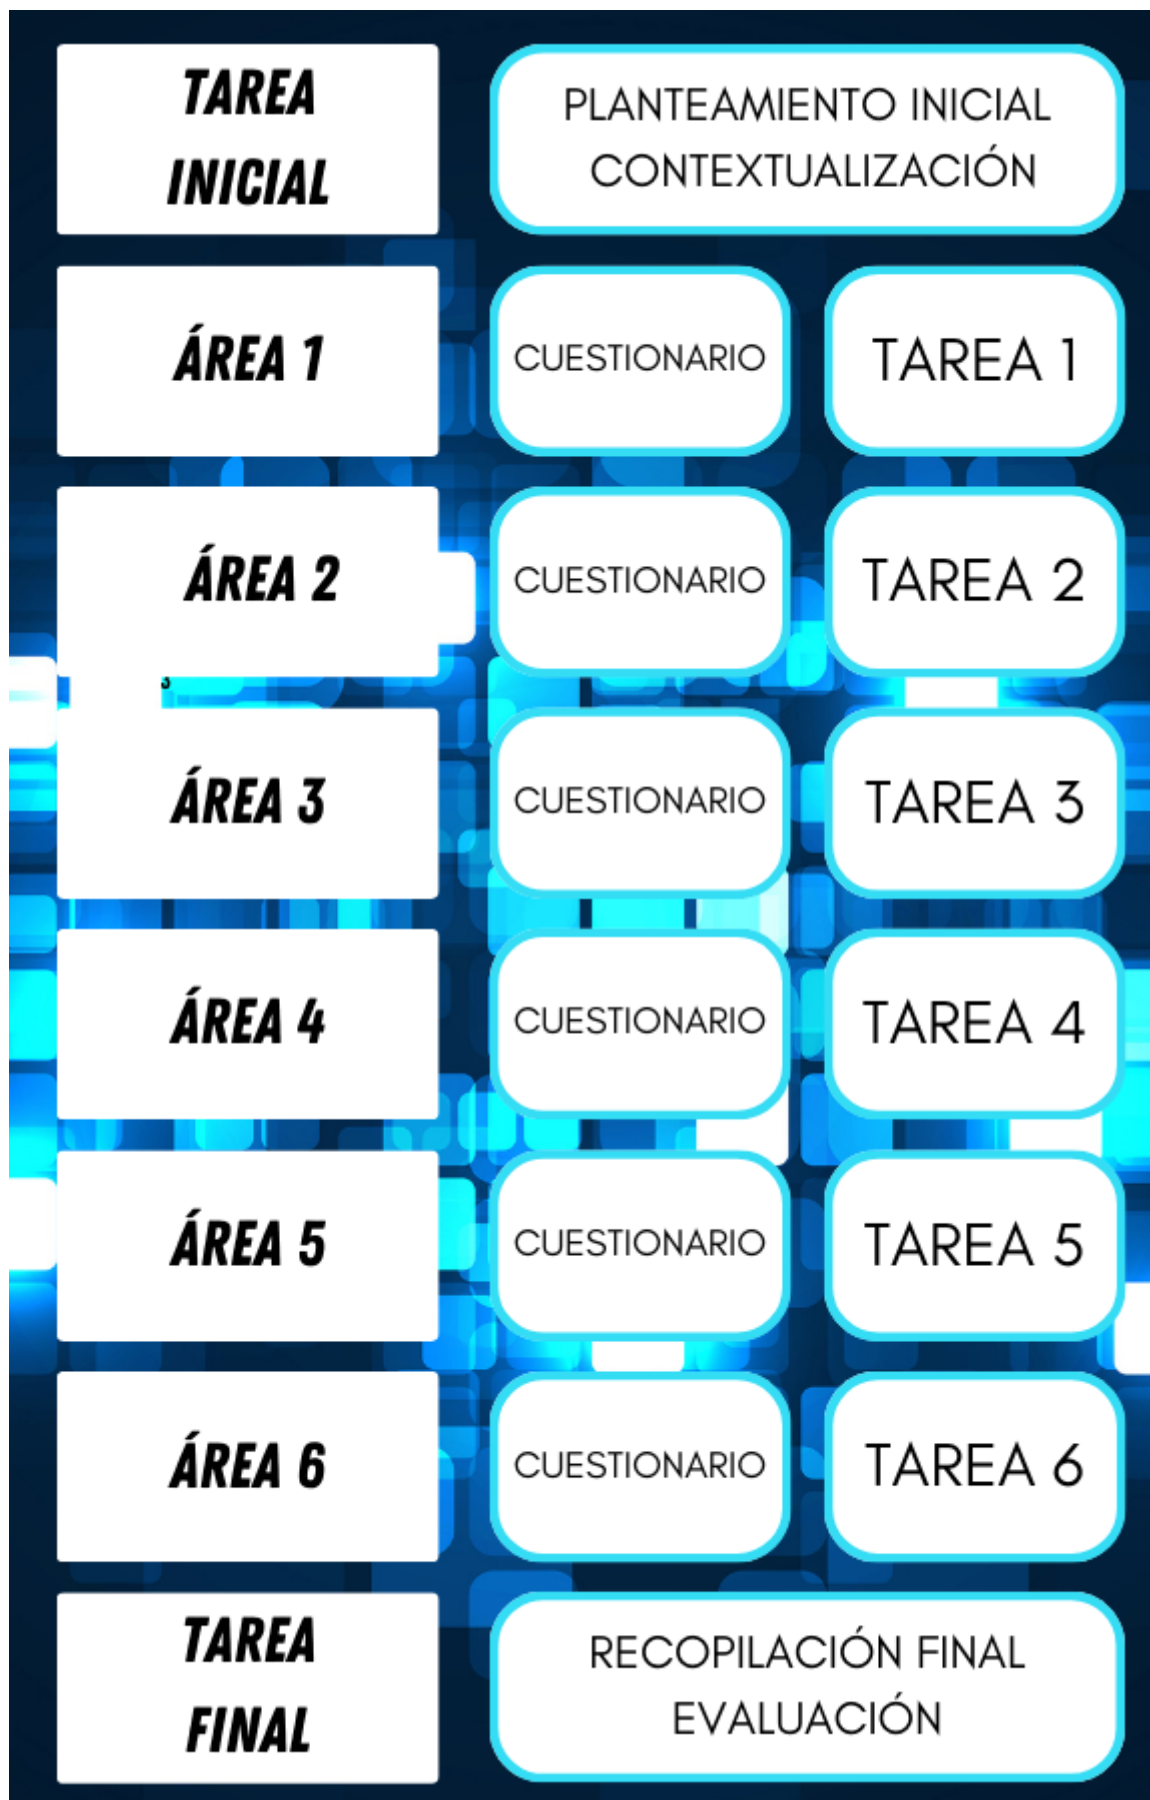 TAREA
INICIAL
PLANTEAMIENTO INICIAL
CONTEXTUALIZACIÓN
ÁREA 1
CUESTIONARIO
TAREA 1
ÁREA 2
CUESTIONARIO
TAREA 2
3
ÁREA 3
CUESTIONARIO
TAREA 3
ÁREA 4
CUESTIONARIO
TAREA 4
ÁREA 5
CUESTIONARIO
TAREA 5
ÁREA 6
CUESTIONARIO
TAREA 6
TAREA
FINAL
RECOPILACIÓN FINAL
EVALUACIÓN